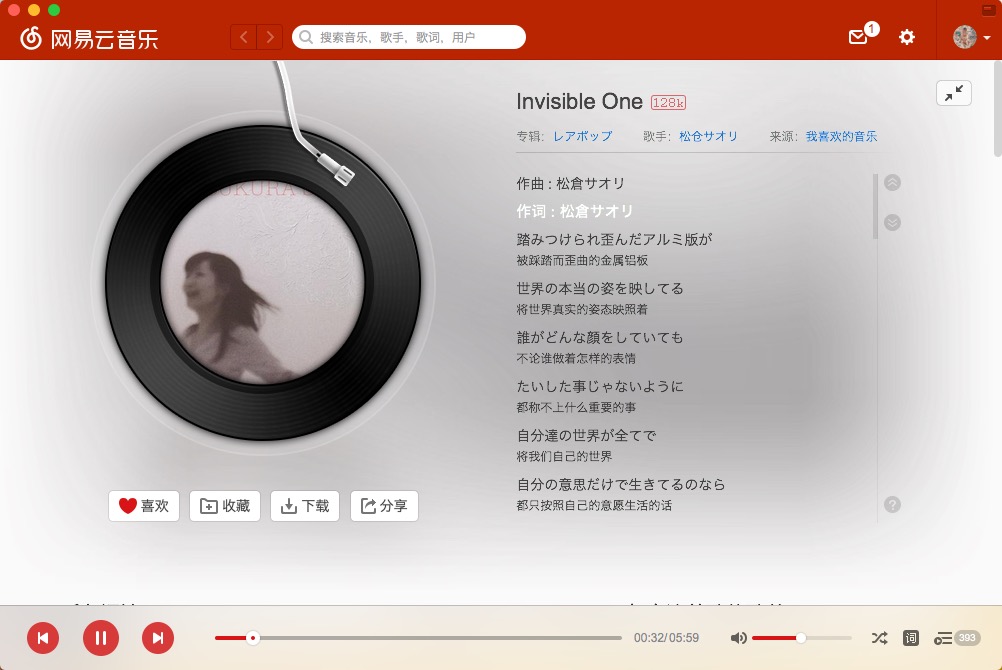 网易云音乐
搜索音乐，歌手，歌词，用户
1
Invisible One 128k
专辑：レアポップ 歌手：松仓サオリ 来源：我喜欢的音乐
作曲 : 松倉サオリ
作词 : 松倉サオリ
踏みつけられ歪んだアルミ版が
被踩踏而歪曲的金属铝板
世界の本当の姿を映してる
将世界真实的姿态映照着
誰がどんな顔をしていても
不论谁做着怎样的表情
たいした事じゃないように
都称不上什么重要的事
自分達の世界が全てで
将我们自己的世界
自分の意思だけで生きてるのなら
都只按照自己的意愿生活的话
?
喜欢 收藏 下载 分享
00:32/05:59
词
393